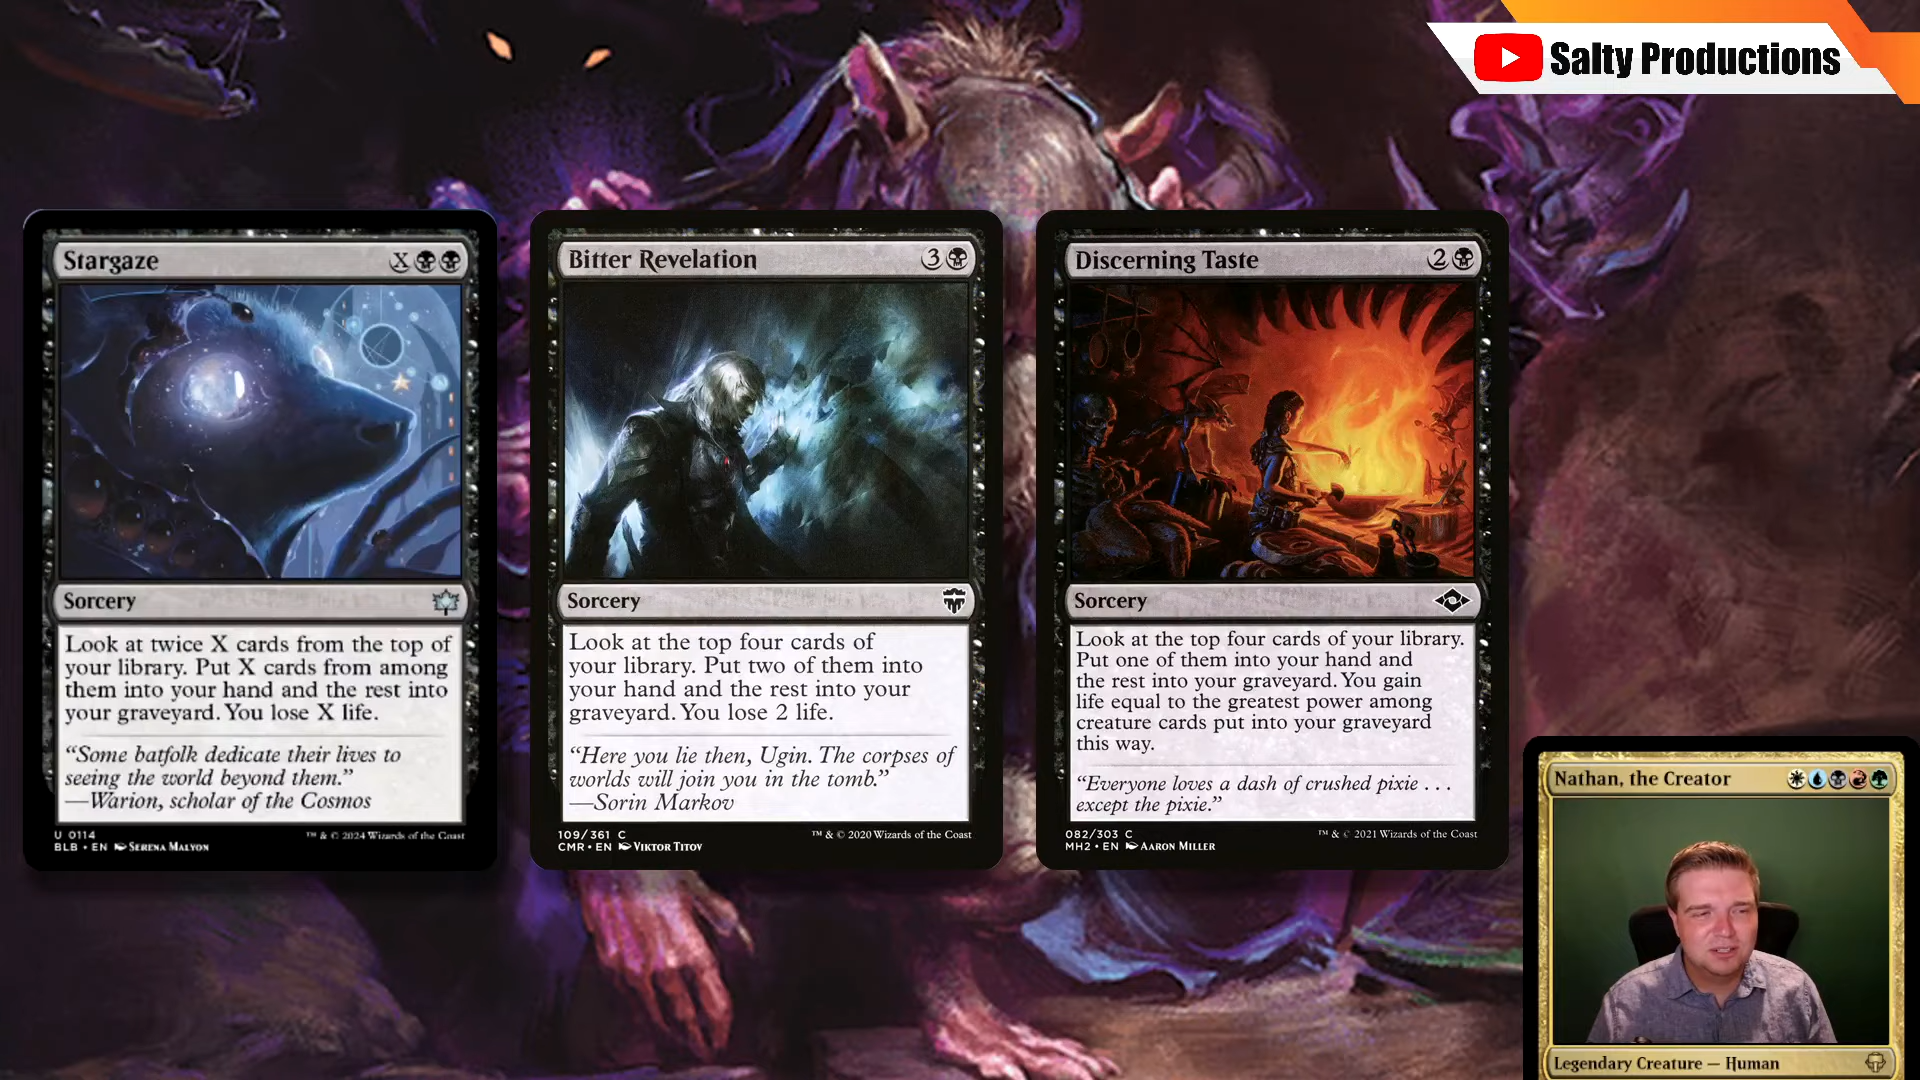 Salty Productions
Stargaze X
Sorcery
Look at twice X cards from the top of
your library. Put X cards from among
them into your hand and the rest into
your graveyard. You lose X life.
“Some batfolk dedicate their lives to
seeing the world beyond them.”
—Warion, scholar of the Cosmos
U 0114
BLB • EN Serena Malyon
™ & © 2024 Wizards of the Coast
Bitter Revelation 3
Sorcery
Look at the top four cards of
your library. Put two of them into
your hand and the rest into your
graveyard. You lose 2 life.
“Here you lie then, Ugin. The corpses of
worlds will join you in the tomb.”
—Sorin Markov
109/361 C
CMR • EN Viktor Titov
™ & © 2020 Wizards of the Coast
Discerning Taste 2
Sorcery
Look at the top four cards of your library.
Put one of them into your hand and
the rest into your graveyard. You gain
life equal to the greatest power among
creature cards put into your graveyard
this way.
“Everyone loves a dash of crushed pixie . . .
except the pixie.”
082/303 C
MH2 • EN Aaron Miller
™ & © 2021 Wizards of the Coast
Nathan, the Creator
Legendary Creature — Human